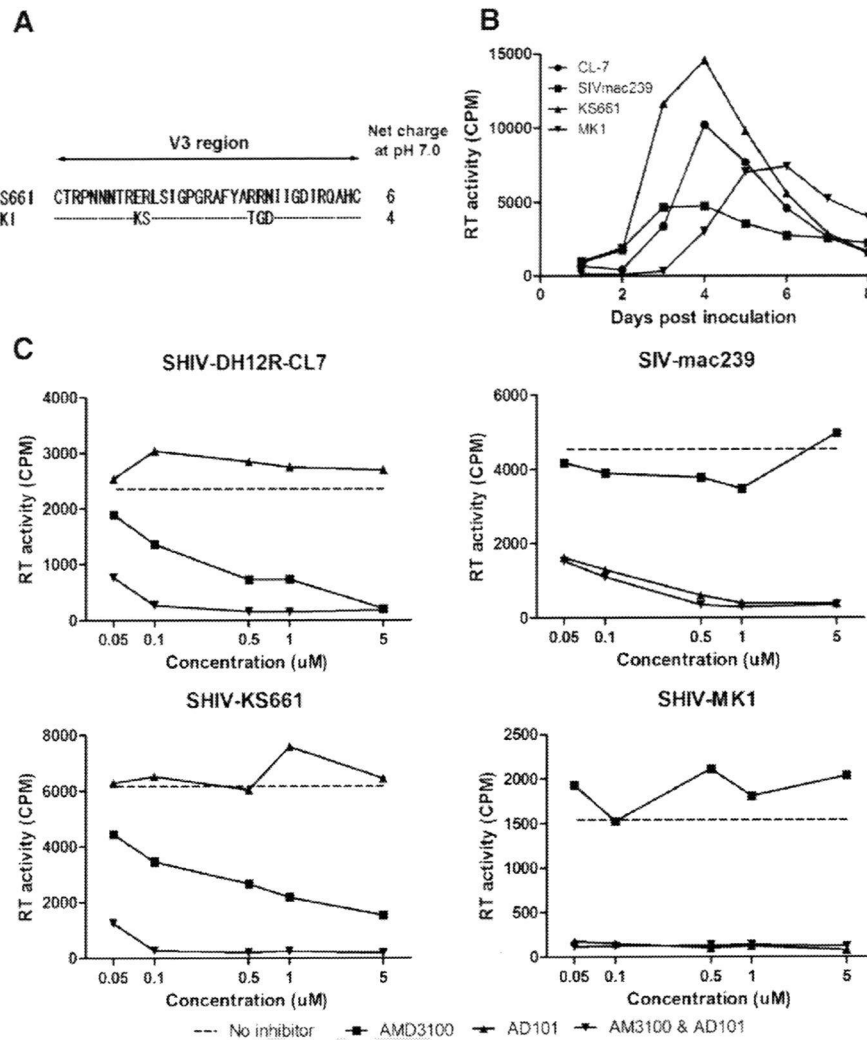 A
V3 region
Net charge
at pH 7.0
S661 CTRPNNNTRERLSIGPGRAFYARRNIIGDIRQAHC 6
KI ----------KS-----------TGD---------- 4
B
15000
10000
5000
0
RT activity (CPM)
CL-7
SIVmac239
KS661
MK1
0 2 4 6 8
Days post inoculation
C
SHIV-DH12R-CL7
4000
3000
2000
1000
0
RT activity (CPM)
0.05 0.1 0.5 1 5
Concentration (uM)
SIV-mac239
6000
4000
2000
0
RT activity (CPM)
0.05 0.1 0.5 1 5
Concentration (uM)
SHIV-KS661
8000
6000
4000
2000
0
RT activity (CPM)
0.05 0.1 0.5 1 5
Concentration (uM)
SHIV-MK1
2500
2000
1500
1000
500
0
RT activity (CPM)
0.05 0.1 0.5 1 5
Concentration (uM)
No inhibitor AMD3100 AD101 AM3100 & AD101